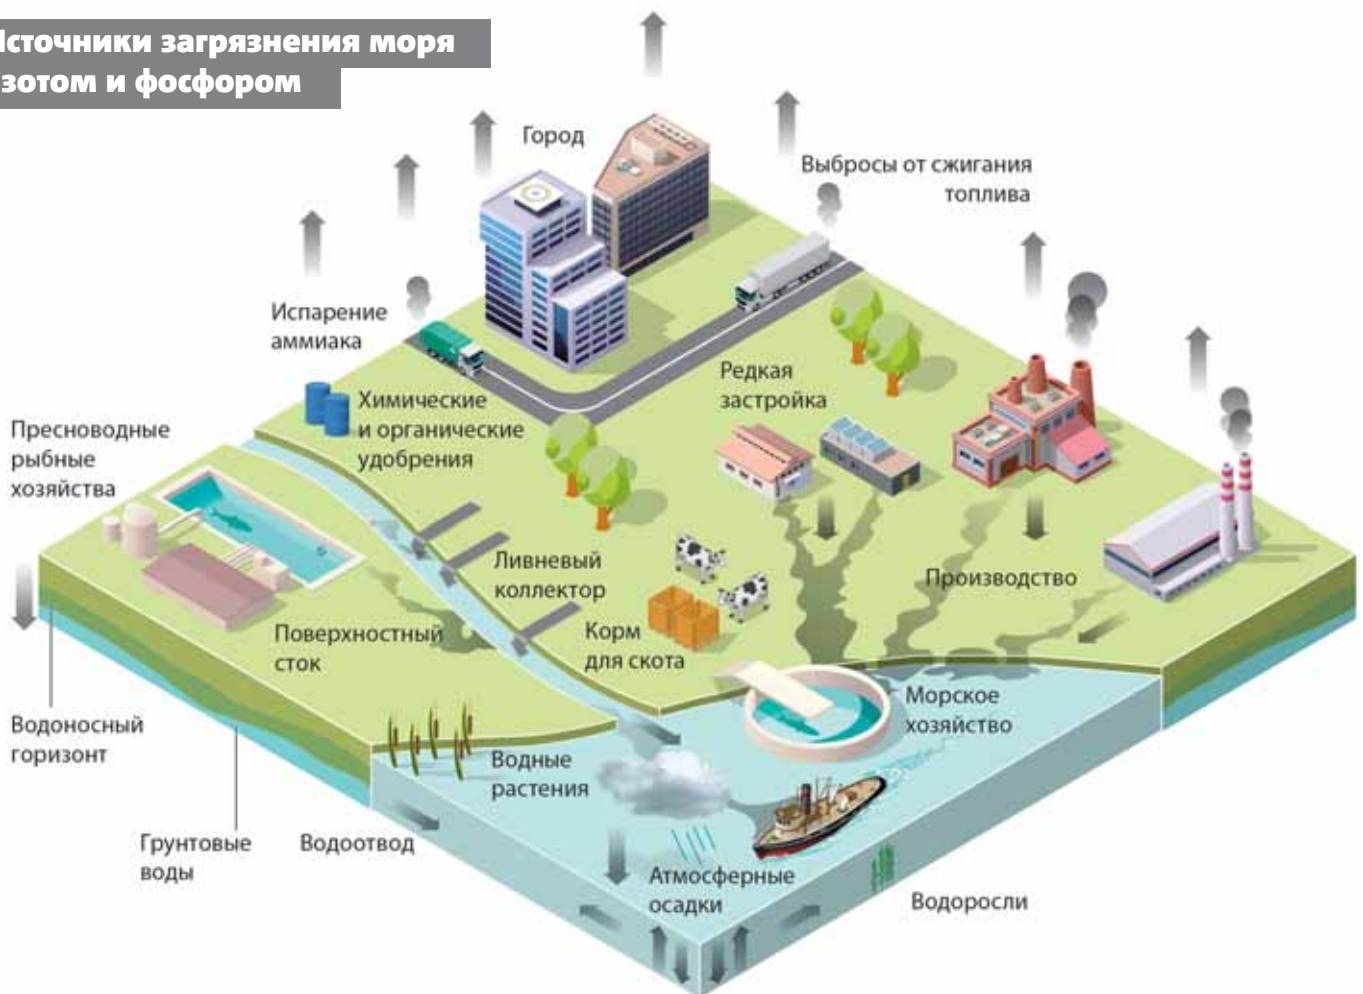 Источники загрязнения моря
азотом и фосфором
Город
Выбросы от сжигания
топлива
Испарение
аммиака
Редкая
застройка
Химические
и органические
удобрения
Пресноводные
рыбные
хозяйства
Ливневый
коллектор
Производство
Поверхностный
сток
Корм
для скота
Морское
хозяйство
Водоносный
горизонт
Водные
растения
Грунтовые
воды
Водоотвод
Атмосферные
осадки
Водоросли